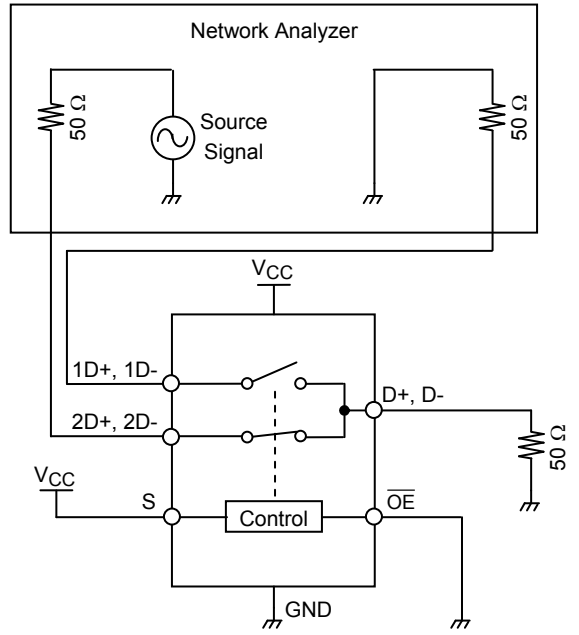 Network Analyzer
50 Ω
Source
Signal
50 Ω
VCC
1D+, 1D-
D+, D-
2D+, 2D-
50 Ω
VCC
S
Control
OE
GND